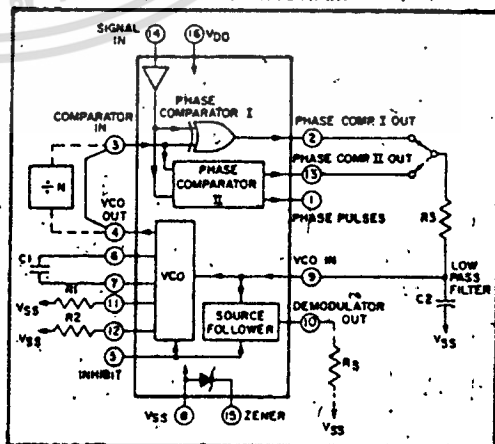 SIGNAL IN
14
16 VDD
PHASE COMPARATOR I
COMPARATOR IN
3
PHASE COMP. I OUT
2
PHASE COMP. II OUT
13
PHASE COMPARATOR II
÷ N
VCO OUT
4
1
PHASE PULSES
R3
C1
6
7
VCO
VCO IN
9
LOW PASS FILTER
C2
VSS
R1
11
VSS
R2
12
VSS
SOURCE FOLLOWER
DEMODULATOR OUT
10
5
INHIBIT
RS
VSS
VSS
8
15 ZENER